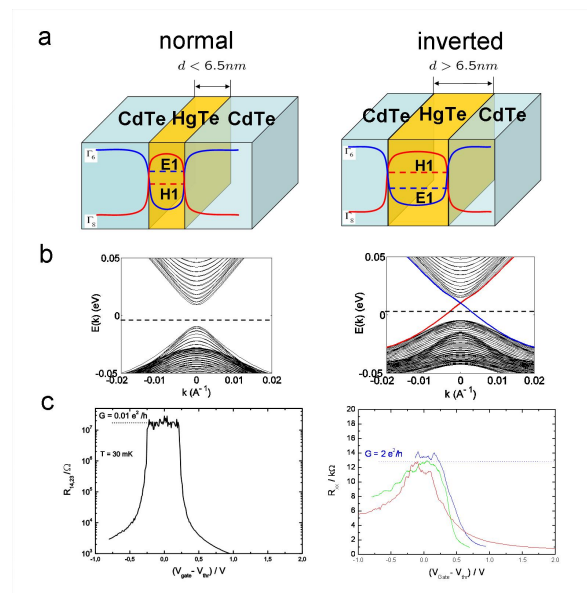 a
normal
inverted
d < 6.5nm
d > 6.5nm
CdTe HgTe CdTe
CdTe HgTe CdTe
Γ6
E1
H1
Γ8
Γ6
H1
E1
Γ8
b
0.05
0
-0.05
E(k) (eV)
-0.02 -0.01 0 0.01 0.02
k (A⁻¹)
0.05
0
-0.05
E(k) (eV)
-0.02 -0.01 0 0.01 0.02
k (A⁻¹)
c
G = 0.01 e²/h
T = 30 mK
10⁷
10⁶
10⁵
10⁴
10³
R14,23/Ω
-1.0 -0.5 0.0 0.5 1.0 1.5 2.0
(Vgate - Vthr) / V
G = 2 e²/h
20
18
16
14
12
10
8
6
4
2
0
/ kΩ
-1.0 -0.5 0.0 0.5 1.0 1.5 2.0
(VGate - Vthr) / V